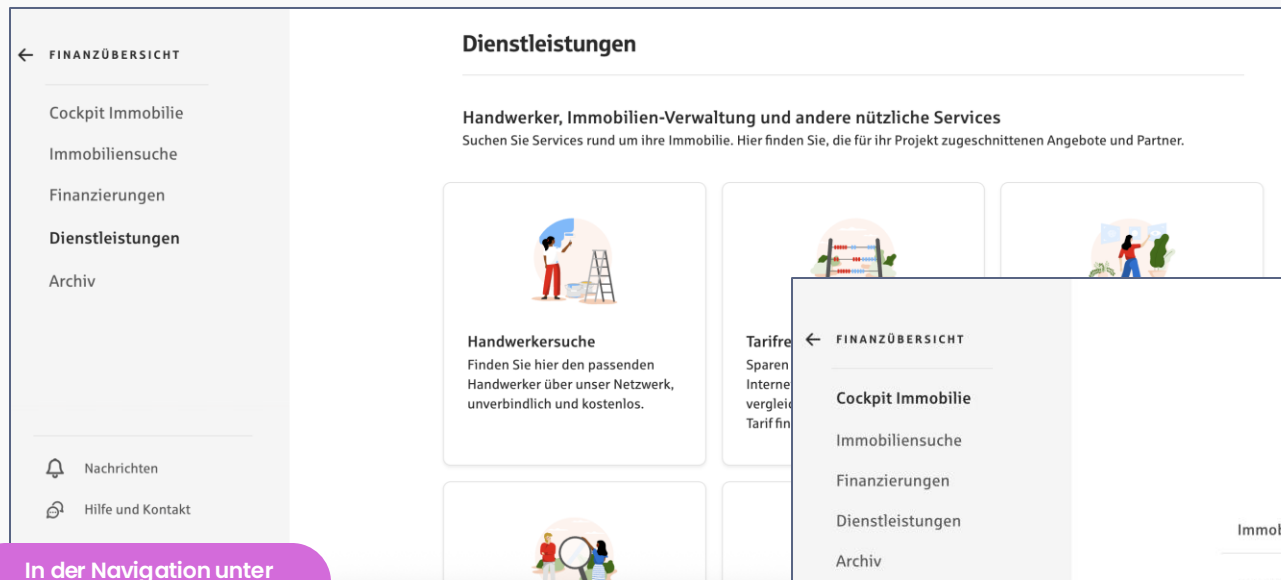 FINANZÜBERSICHT
Cockpit Immobilie
Immobiliensuche
Finanzierungen
Dienstleistungen
Archiv
Nachrichten
Hilfe und Kontakt
In der Navigation unter
Dienstleistungen
Handwerker, Immobilien-Verwaltung und andere nützliche Services
Suchen Sie Services rund um ihre Immobilie. Hier finden Sie, die für ihr Projekt zugeschnittenen Angebote und Partner.
Handwerkersuche
Finden Sie hier den passenden
Handwerker über unser Netzwerk,
unverbindlich und kostenlos.
Tarifre
Sparen
Interne
vergleic
Tarif fin
FINANZÜBERSICHT
Cockpit Immobilie
Immobiliensuche
Finanzierungen
Dienstleistungen
Archiv
Immob